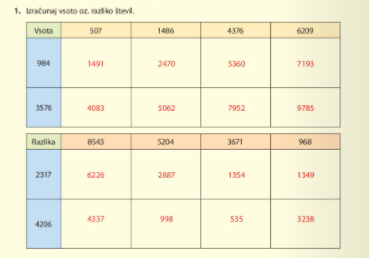 1. Izračunaj vsoto oz. razliko števil.
Vsota 507 1486 4376 6209
984 1491 2470 5360 7193
3576 4083 5062 7952 9785
Razlika 8543 5204 3671 968
2317 6226 2887 1354 1349
4206 4337 998 535 3238